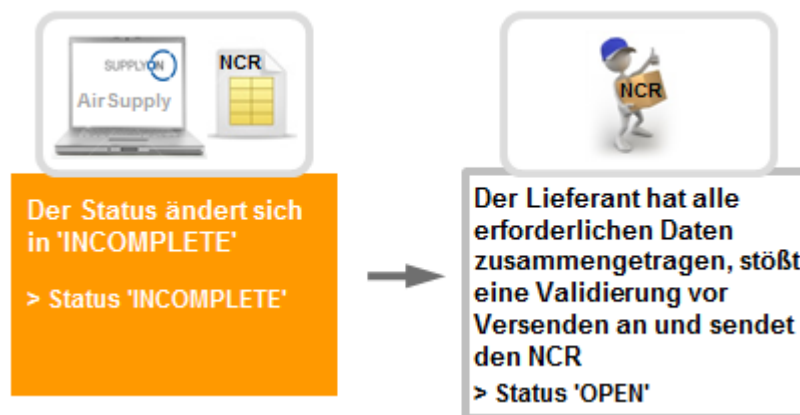 SUPPLYON
AirSupply
NCR
Der Status ändert sich
in 'INCOMPLETE'
> Status 'INCOMPLETE'
NCR
Der Lieferant hat alle
erforderlichen Daten
zusammengetragen, stößt
eine Validierung vor
Versenden an und sendet
den NCR
> Status 'OPEN'